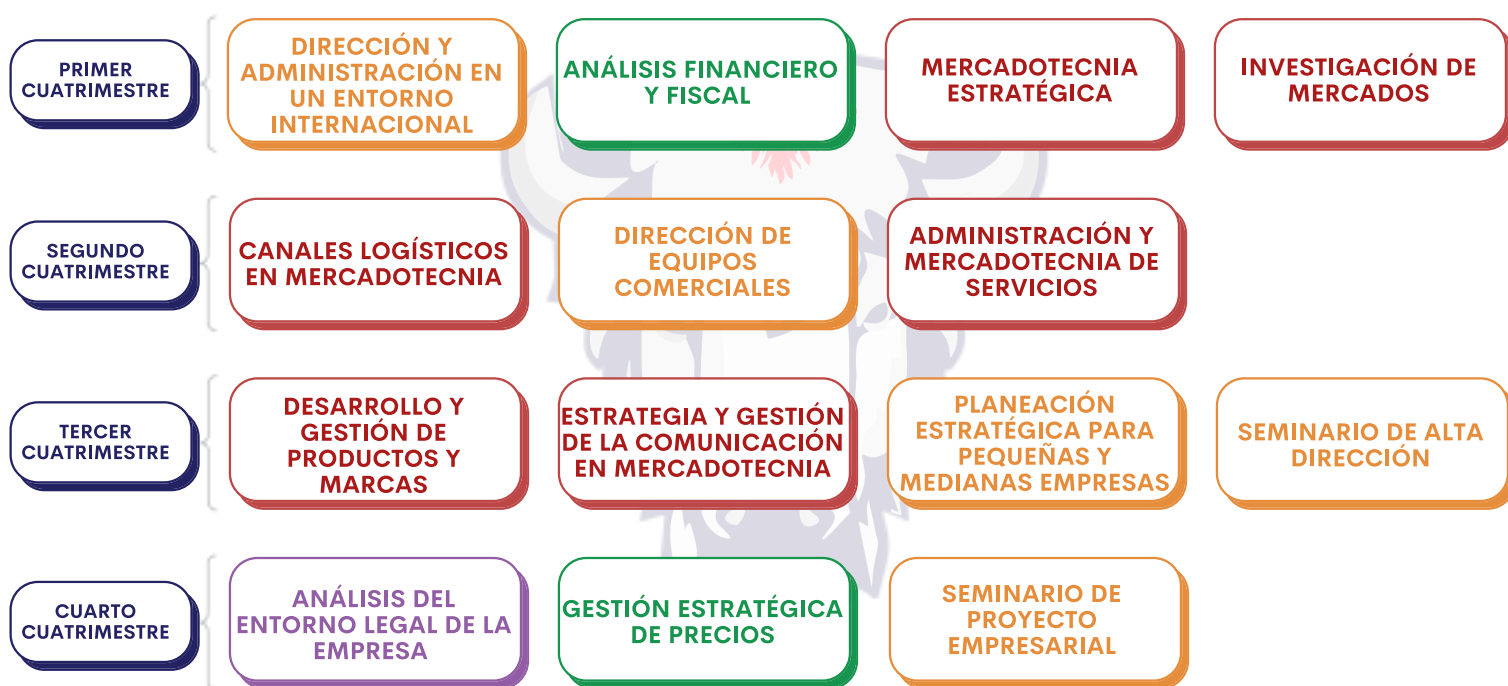 PRIMER
CUATRIMESTRE
DIRECCIÓN Y
ADMINISTRACIÓN EN
UN ENTORNO
INTERNACIONAL
ANÁLISIS FINANCIERO
Y FISCAL
MERCADOTECNIA
ESTRATÉGICA
INVESTIGACIÓN DE
MERCADOS
SEGUNDO
CUATRIMESTRE
CANALES LOGÍSTICOS
EN MERCADOTECNIA
DIRECCIÓN DE
EQUIPOS
COMERCIALES
ADMINISTRACIÓN Y
MERCADOTECNIA DE
SERVICIOS
TERCER
CUATRIMESTRE
DESARROLLO Y
GESTIÓN DE
PRODUCTOS Y
MARCAS
ESTRATEGIA Y GESTIÓN
DE LA COMUNICACIÓN
EN MERCADOTECNIA
PLANEACIÓN
ESTRATÉGICA PARA
PEQUEÑAS Y
MEDIANAS EMPRESAS
SEMINARIO DE ALTA
DIRECCIÓN
CUARTO
CUATRIMESTRE
ANÁLISIS DEL
ENTORNO LEGAL DE LA
EMPRESA
GESTIÓN ESTRATÉGICA
DE PRECIOS
SEMINARIO DE
PROYECTO
EMPRESARIAL